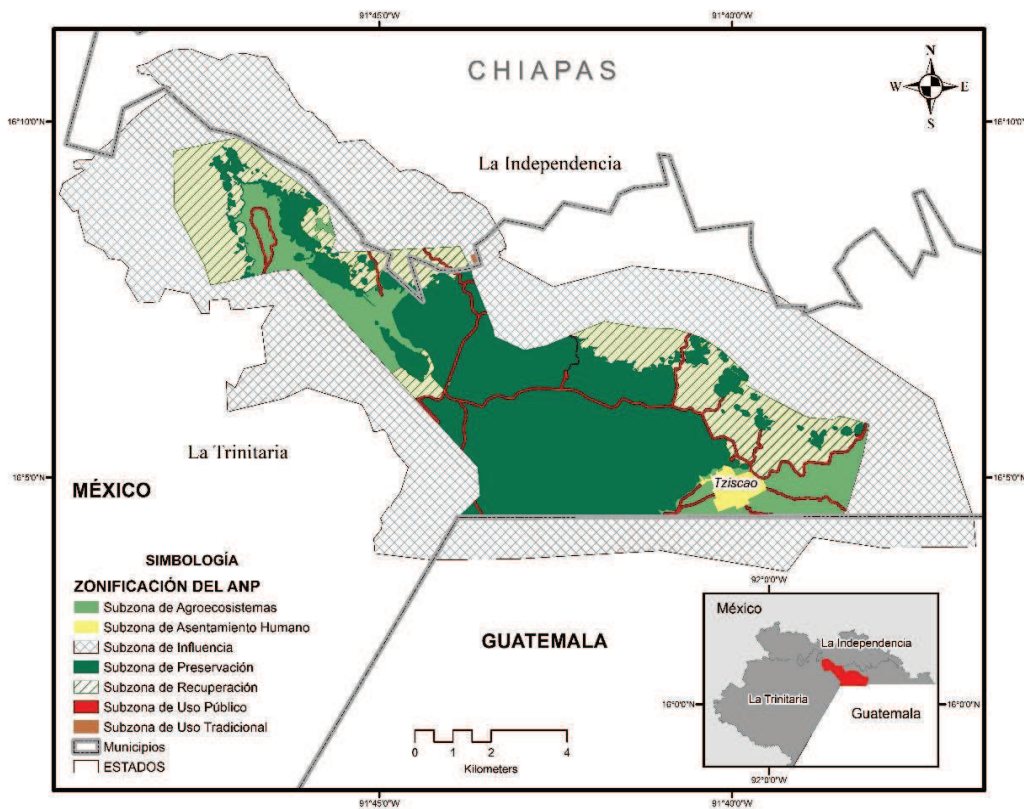 91°45'0"W
91°40'0"W
CHIAPAS
N
W
E
S
16°10'0"N
16°10'0"N
La Independencia
La Trinitaria
16°5'0"N
16°5'0"N
Tziscao
MÉXICO
SIMBOLOGÍA
ZONIFICACIÓN DEL ANP
Subzona de Agroecosistemas
Subzona de Asentamiento Humano
Subzona de Influencia
Subzona de Preservación
Subzona de Recuperación
Subzona de Uso Público
Subzona de Uso Tradicional
Municipios
ESTADOS
GUATEMALA
0 1 2 4
Kilometers
92°0'0"W
México
La Independencia
La Trinitaria
Guatemala
16°0'0"N
16°0'0"N
92°0'0"W
91°45'0"W
91°40'0"W